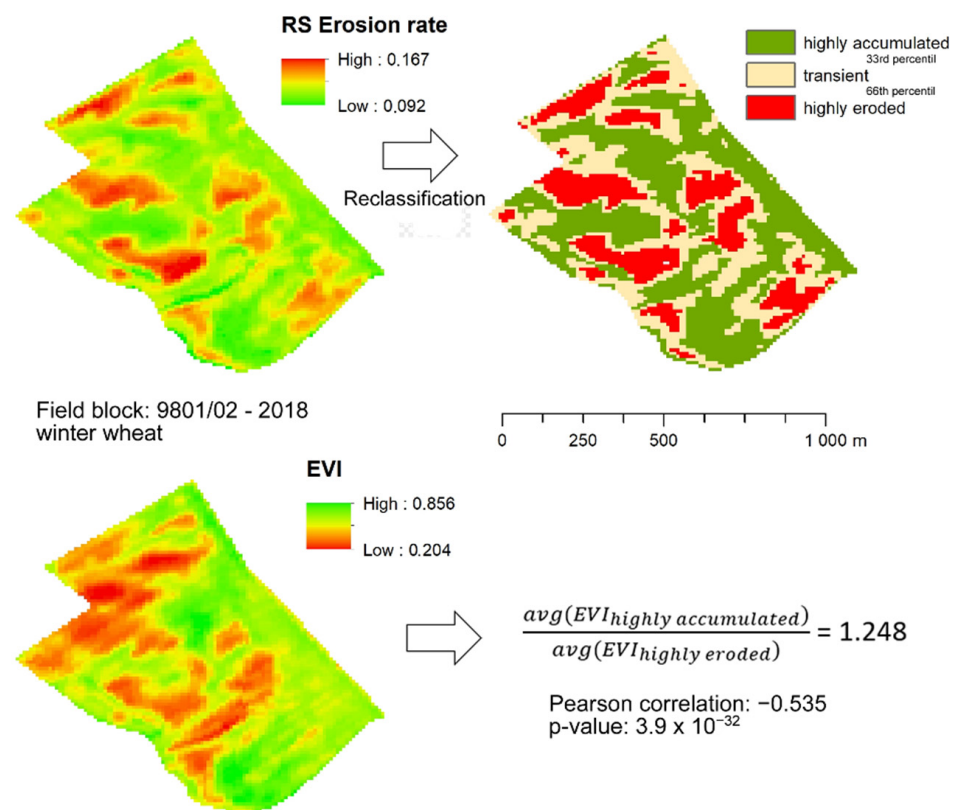 RS Erosion rate
High : 0.167
Low : 0.092
Reclassification
highly accumulated
33rd percentil
transient
66th percentil
highly eroded
Field block: 9801/02 - 2018
winter wheat
0 250 500 1 000 m
EVI
High : 0.856
Low : 0.204
avg(EVIhighly accumulated)
avg(EVIhighly eroded)
= 1.248
Pearson correlation: −0.535
p-value: 3.9 x 10⁻³²